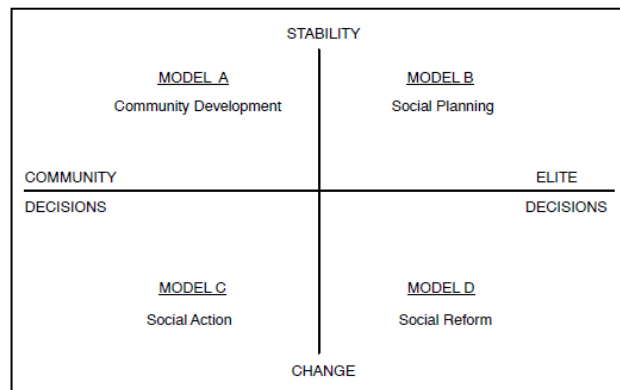 STABILITY
MODEL A
Community Development
MODEL B
Social Planning
COMMUNITY
DECISIONS
ELITE
DECISIONS
MODEL C
Social Action
MODEL D
Social Reform
CHANGE